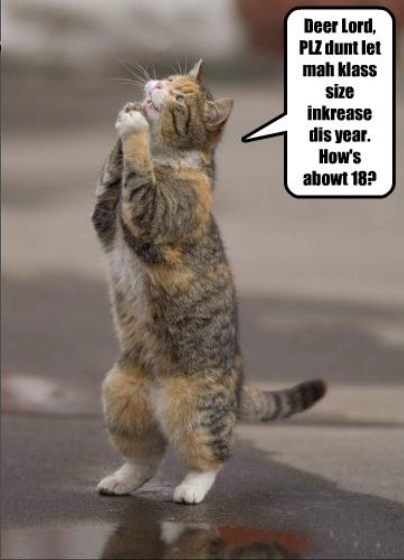 Deer Lord,
PLZ dunt let
mah klass
size
inkrease
dis year.
How's
abowt 18?